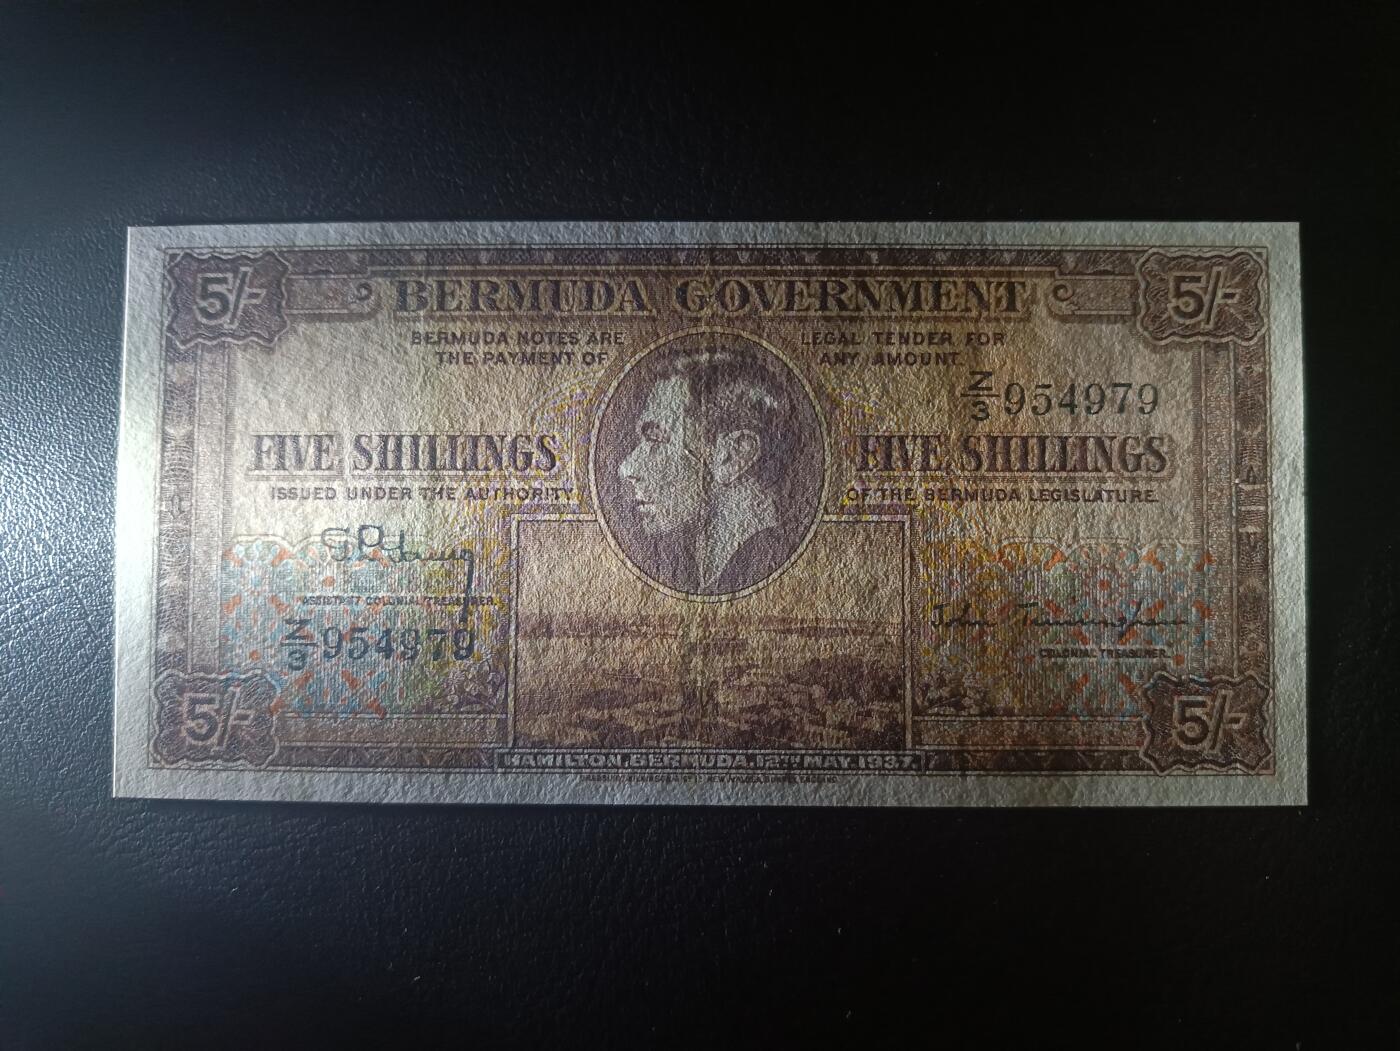 5/-
BERMUDA GOVERNMENT
5/-
BERMUDA NOTES ARE
THE PAYMENT OF
LEGAL TENDER FOR
ANY AMOUNT
Z/3 954979
FIVE SHILLINGS
FIVE SHILLINGS
ISSUED UNDER THE AUTHORITY
OF THE BERMUDA LEGISLATURE.
ASSISTANT COLONIAL TREASURER
COLONIAL TREASURER.
Z/3 954979
5/-
5/-
HAMILTON, BERMUDA, 12TH MAY, 1937.